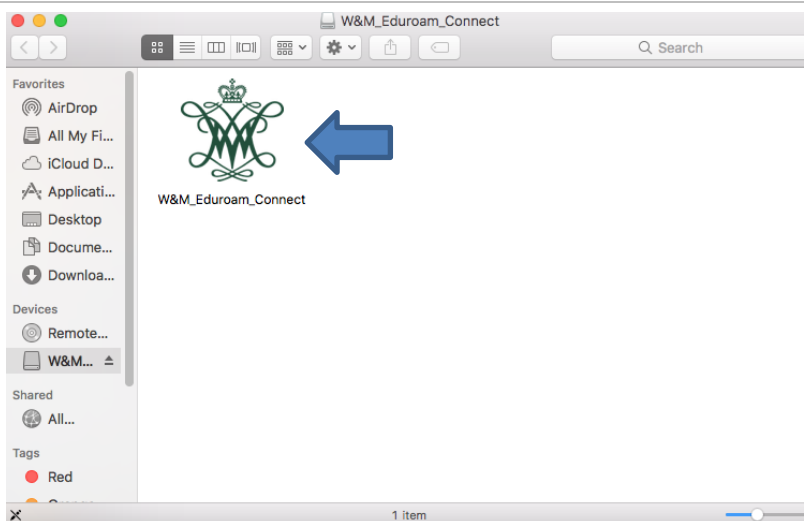 W&M_Eduroam_Connect
Search
Favorites
AirDrop
All My Fi...
iCloud D...
Applicati...
Desktop
Docume...
Downloa...
Devices
Remote...
W&M...
Shared
All...
Tags
Red
W&M_Eduroam_Connect
1 item